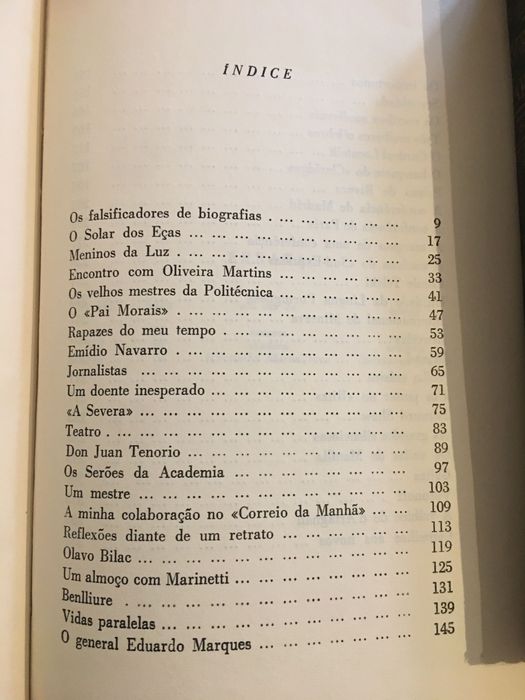 ÍNDICE
Os falsificadores de biografias . ... ... ... ... ... ... 9
O Solar dos Eças ... ... ... ... ... ... ... ... ... 17
Meninos da Luz . ... ... ... ... ... ... ... ... ... 25
Encontro com Oliveira Martins ... ... ... ... ... ... 33
Os velhos mestres da Politécnica ... ... ... ... ... ... 41
O «Pai Morais» . ... ... ... ... ... ... ... ... ... 47
Rapazes do meu tempo . ... ... ... ... ... ... ... ... 53
Emídio Navarro . ... ... ... ... ... ... ... ... ... 59
Jornalistas ... ... ... ... ... ... ... ... ... ... ... 65
Um doente inesperado ... ... ... ... ... ... ... ... ... 71
«A Severa» ... ... ... ... ... ... ... ... ... ... ... 75
Teatro . ... ... ... ... ... ... ... ... ... ... ... ... 83
Don Juan Tenorio ... ... ... ... ... ... ... ... ... 89
Os Serões da Academia ... ... ... ... ... ... ... ... 97
Um mestre ... ... ... ... ... ... ... ... ... ... ... 103
A minha colaboração no «Correio da Manhã» ... ... 109
Reflexões diante de um retrato ... ... ... ... ... ... 113
Olavo Bilac ... ... ... ... ... ... ... ... ... ... ... 119
Um almoço com Marinetti ... ... ... ... ... ... ... ... 125
Benlliure . ... ... ... ... ... ... ... ... ... ... ... 131
Vidas paralelas ... ... ... ... ... ... ... ... ... ... 139
O general Eduardo Marques ... ... ... ... ... ... ... 145